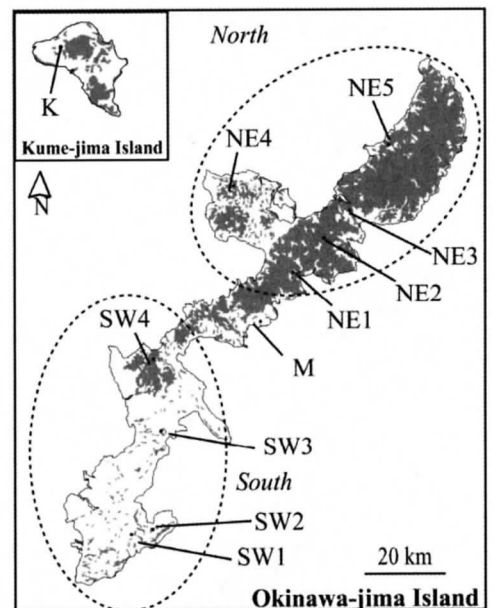 North
K
Kume-jima Island
N
NE5
NE4
NE3
NE2
NE1
M
SW4
SW3
South
SW2
SW1
20 km
Okinawa-jima Island